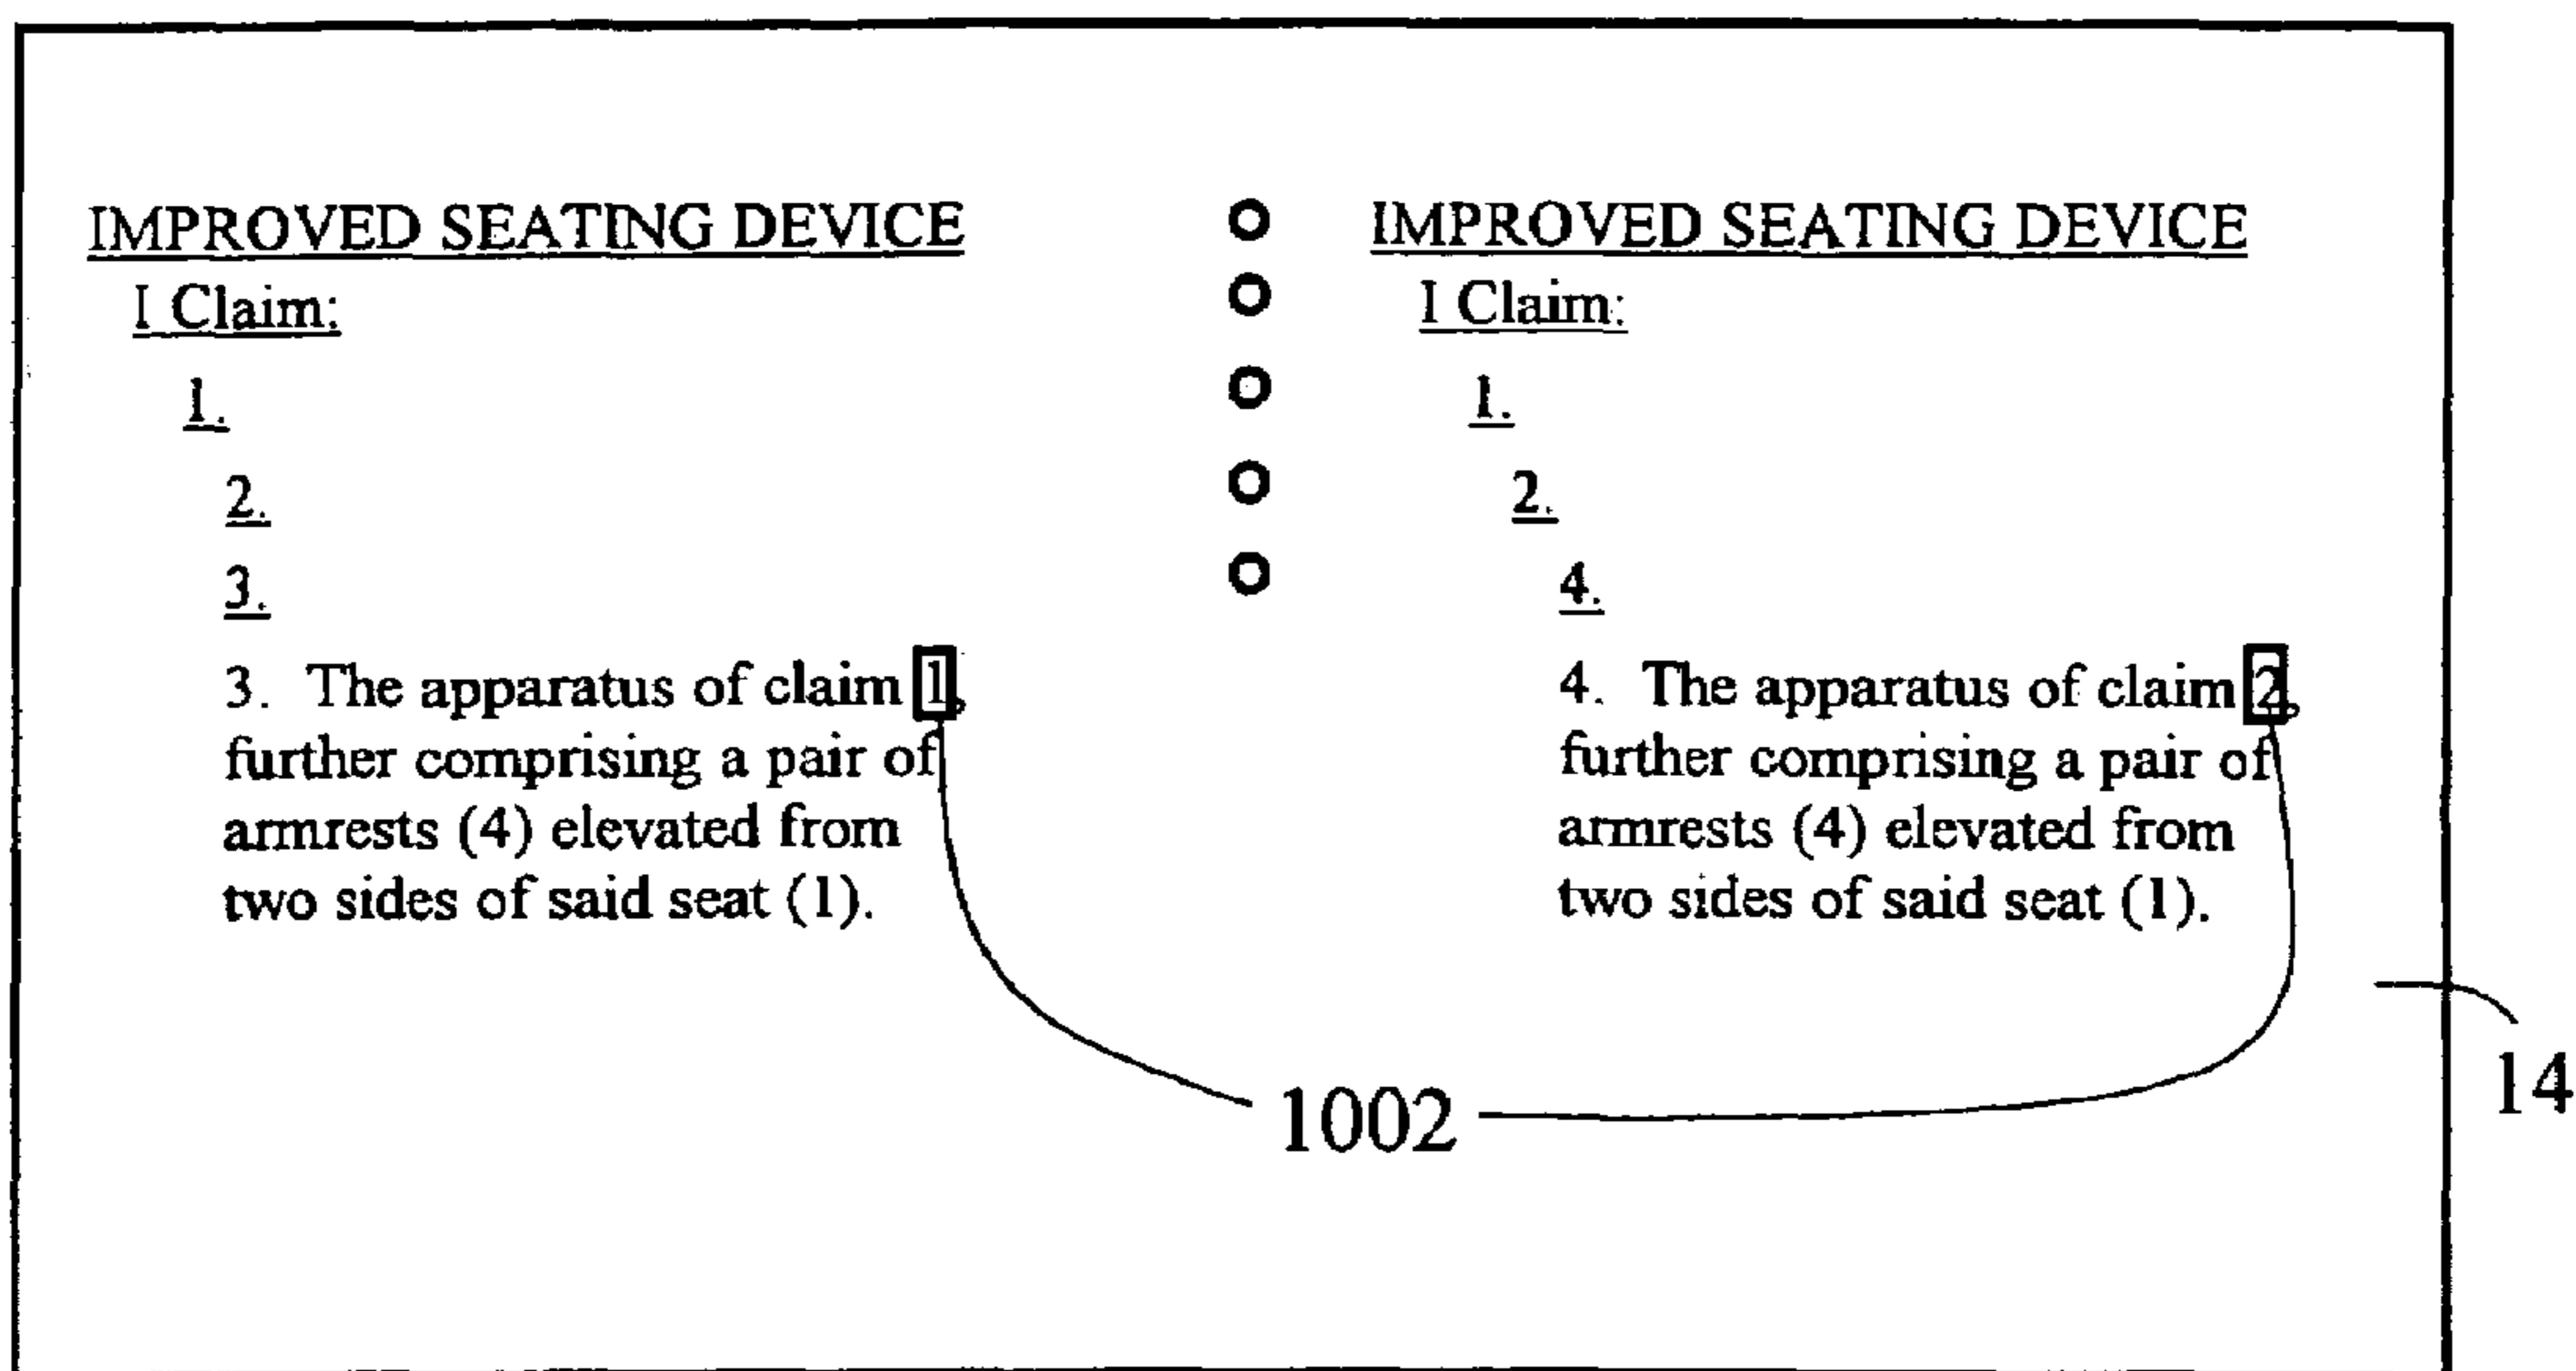 IMPROVED SEATING DEVICE
I Claim:
1.
2.
3.
3. The apparatus of claim 1,
further comprising a pair of
armrests (4) elevated from
two sides of said seat (1).
IMPROVED SEATING DEVICE
I Claim:
1.
2.
4.
4. The apparatus of claim 2,
further comprising a pair of
armrests (4) elevated from
two sides of said seat (1).
1002
14